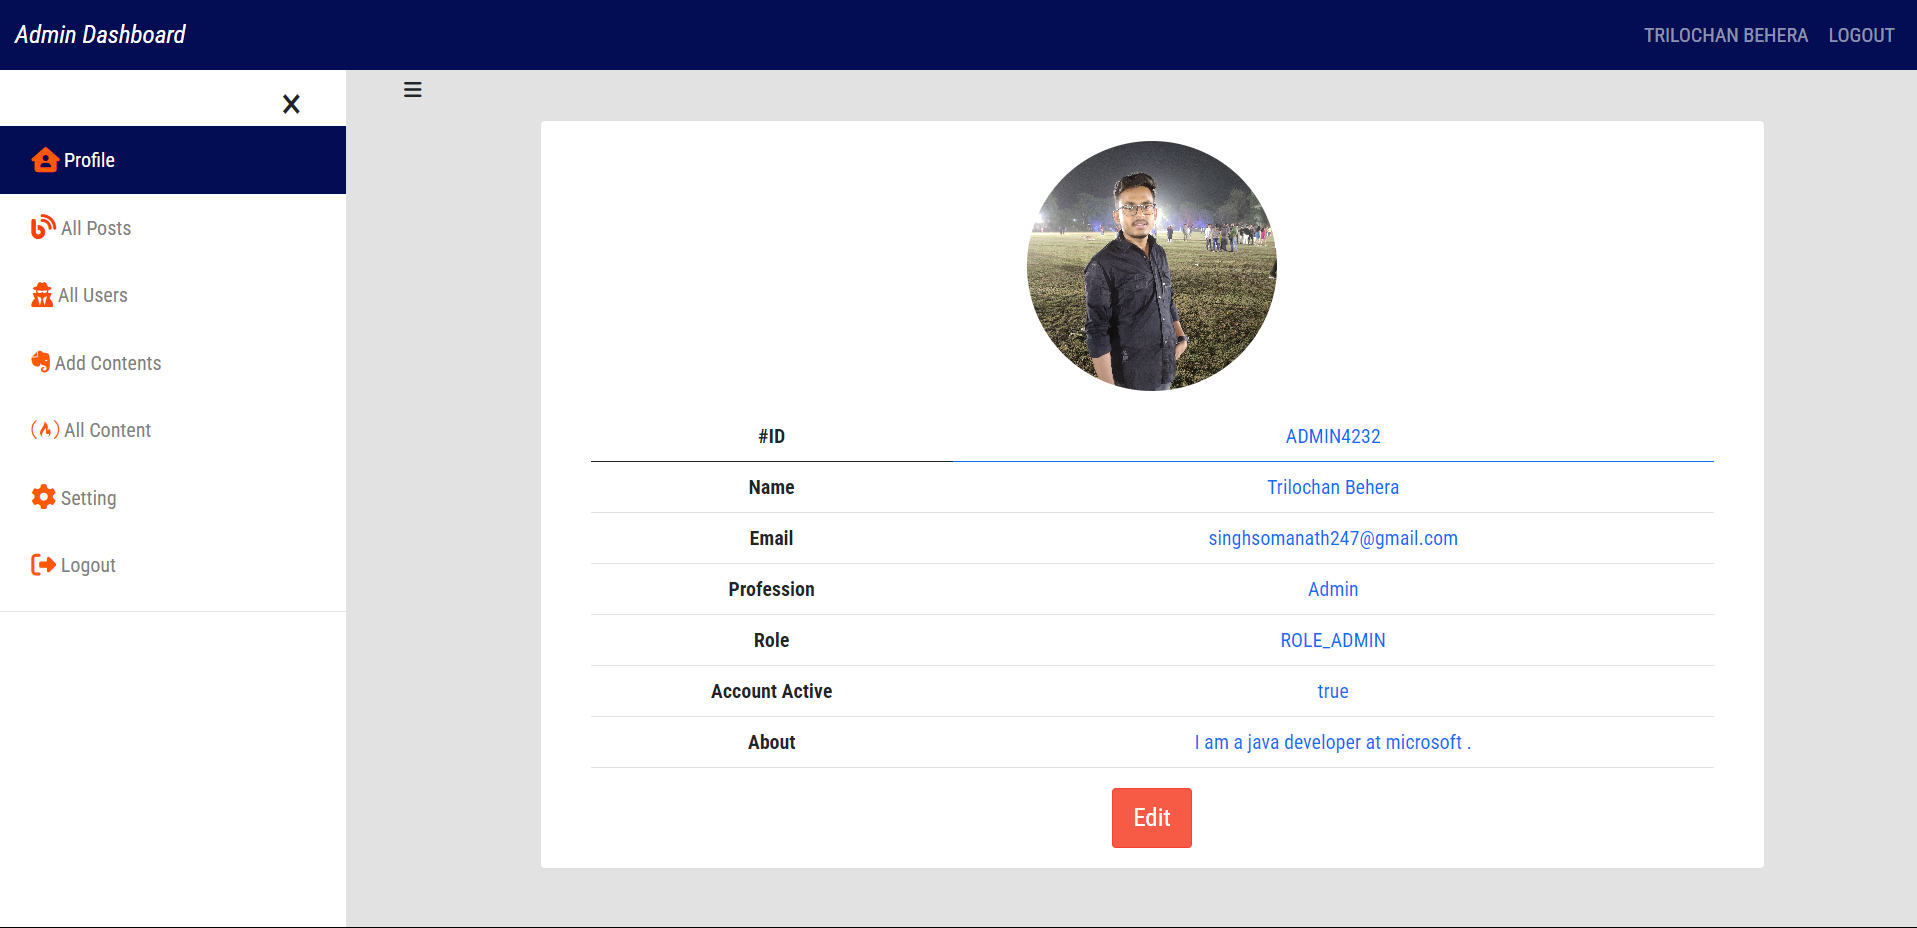 Admin Dashboard
TRILOCHAN BEHERA LOGOUT
Profile
All Posts
All Users
Add Contents
All Content
Setting
Logout
#ID ADMIN4232
Name Trilochan Behera
Email singhsomanath247@gmail.com
Profession Admin
Role ROLE_ADMIN
Account Active true
About I am a java developer at microsoft .
Edit